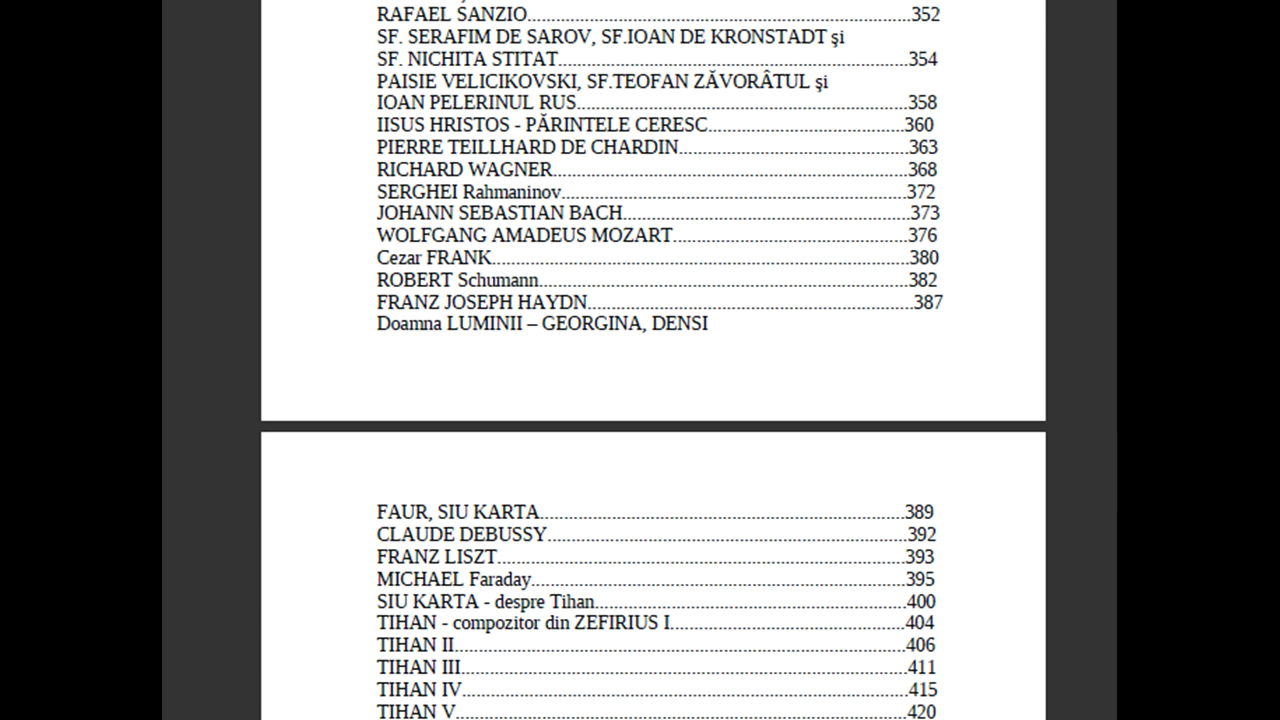 RAFAEL SANZIO...................................................................................352
SF. SERAFIM DE SAROV, SF.IOAN DE KRONSTADT şi
SF. NICHITA STITAT............................................................................354
PAISIE VELICIKOVSKI, SF.TEOFAN ZĂVORÂTUL şi
IOAN PELERINUL RUS........................................................................358
IISUS HRISTOS - PĂRINTELE CERESC...........................................360
PIERRE TEILLHARD DE CHARDIN..................................................363
RICHARD WAGNER.............................................................................368
SERGHEI Rahmaninov...........................................................................372
JOHANN SEBASTIAN BACH..............................................................373
WOLFGANG AMADEUS MOZART...................................................376
Cezar FRANK..........................................................................................380
ROBERT Schumann................................................................................382
FRANZ JOSEPH HAYDN......................................................................387
Doamna LUMINII – GEORGINA, DENSI
FAUR, SIU KARTA................................................................................389
CLAUDE DEBUSSY..............................................................................392
FRANZ LISZT.........................................................................................393
MICHAEL Faraday..................................................................................395
SIU KARTA - despre Tihan....................................................................400
TIHAN - compozitor din ZEFIRIUS I...................................................404
TIHAN II..................................................................................................406
TIHAN III.................................................................................................411
TIHAN IV................................................................................................415
TIHAN V..................................................................................................420